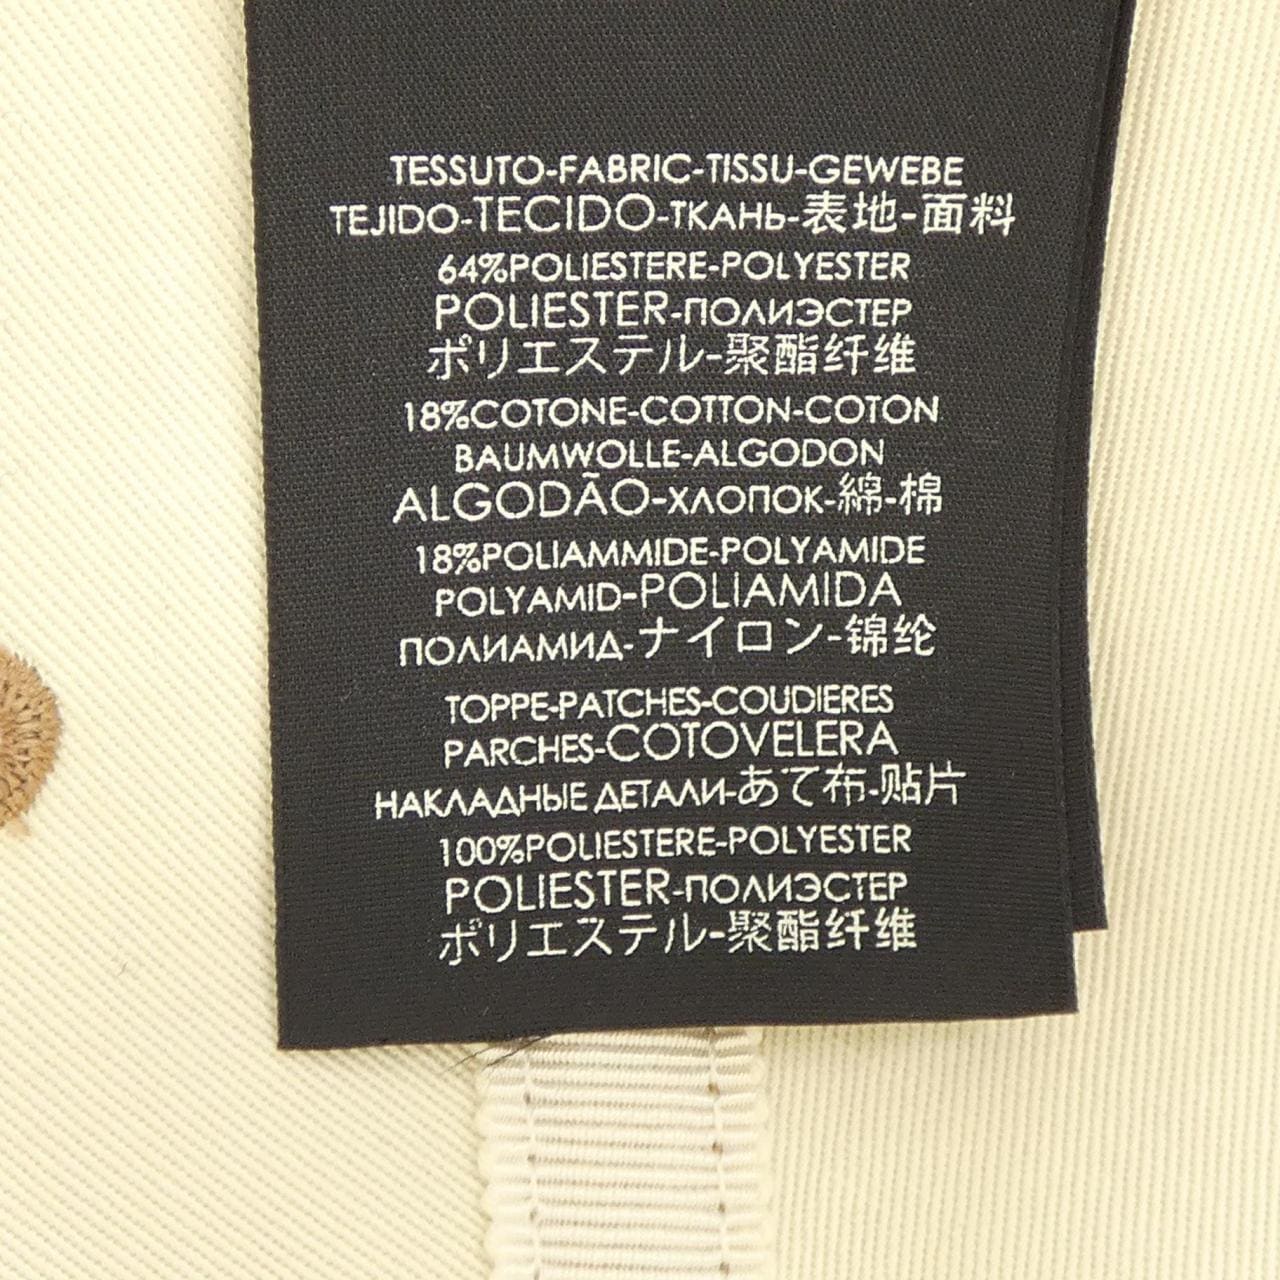 TESSUTO-FABRIC-TISSU-GEWEBE
TEJIDO-TECIDO-ТКАНЬ-表地-面料
64%POLIESTERE-POLYESTER
POLIESTER-ПОЛИЭСТЕР
ポリエステル-聚酯纤维
18%COTONE-COTTON-COTON
BAUMWOLLE-ALGODON
ALGODÃO-ХЛОПОК-綿-棉
18%POLIAMMIDE-POLYAMIDE
POLYAMID-POLIAMIDA
ПОЛИАМИД-ナイロン-锦纶
TOPPE-PATCHES-COUDIERES
PARCHES-COTOVELERA
НАКЛАДНЫЕ ДЕТАЛИ-あて布-贴片
100%POLIESTERE-POLYESTER
POLIESTER-ПОЛИЭСТЕР
ポリエステル-聚酯纤维